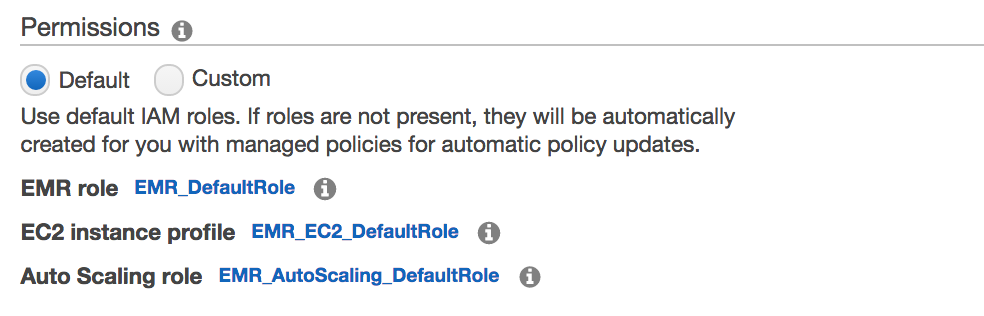 Permissions
Default Custom
Use default IAM roles. If roles are not present, they will be automatically
created for you with managed policies for automatic policy updates.
EMR role EMR_DefaultRole
EC2 instance profile EMR_EC2_DefaultRole
Auto Scaling role EMR_AutoScaling_DefaultRole